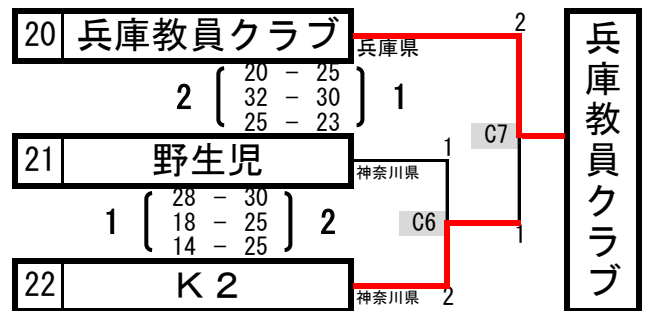 20 兵庫教員クラブ 兵庫県 2
20 － 25
2 32 － 30 1
25 － 23
C7
兵庫教員クラブ
21 野生児 神奈川県 1
28 － 30
1 18 － 25 2
14 － 25
C6
1
22 Ｋ２ 神奈川県 2